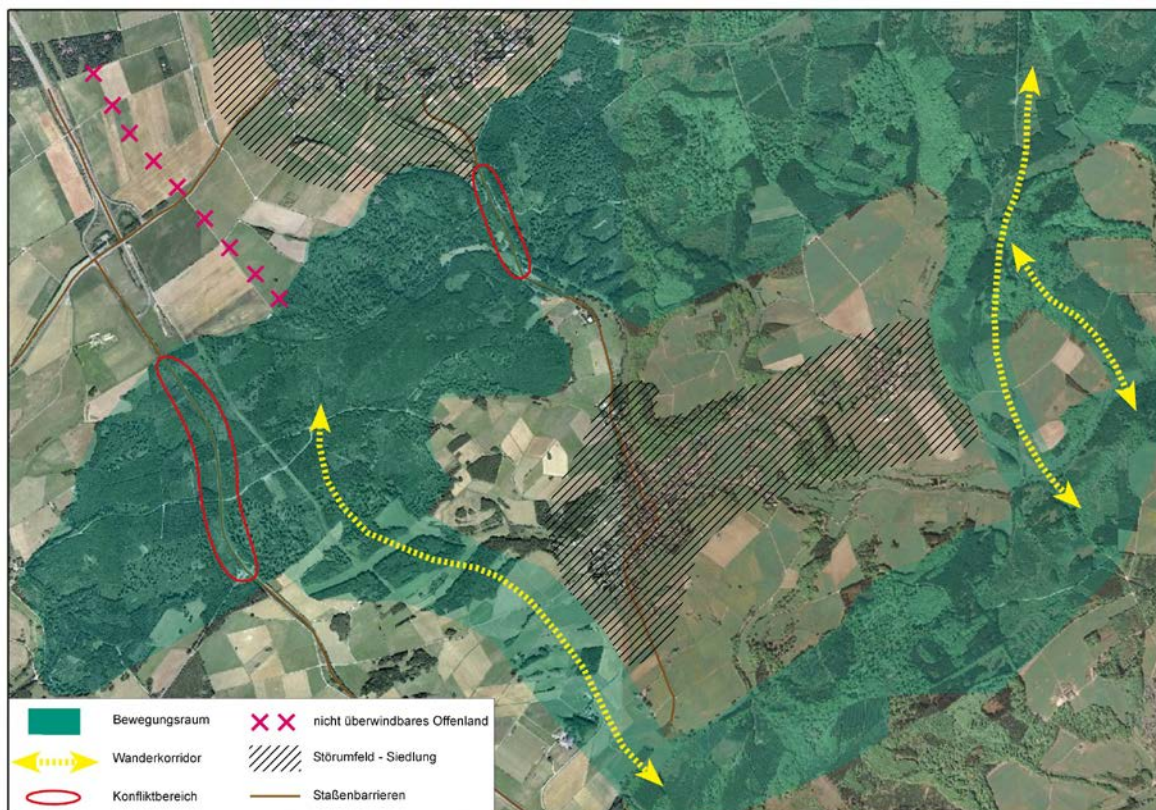 Bewegungsraum
nicht überwindbares Offenland
Wanderkorridor
Störumfeld - Siedlung
Konfliktbereich
Staßenbarrieren